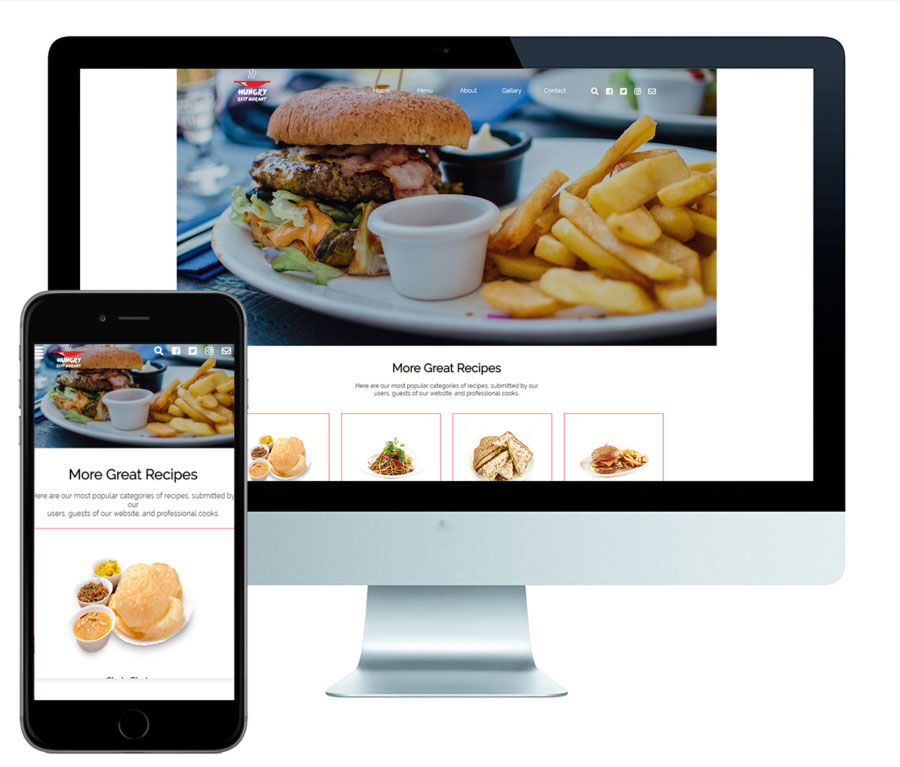 HUNGRY
RESTAURANT
Home Menu About Gallary Contact
More Great Recipes
Here are our most popular categories of recipes, submitted by our
users, guests of our website, and professional cooks.
HUNGRY
RESTAURANT
More Great Recipes
Here are our most popular categories of recipes, submitted by
our
users, guests of our website, and professional cooks.